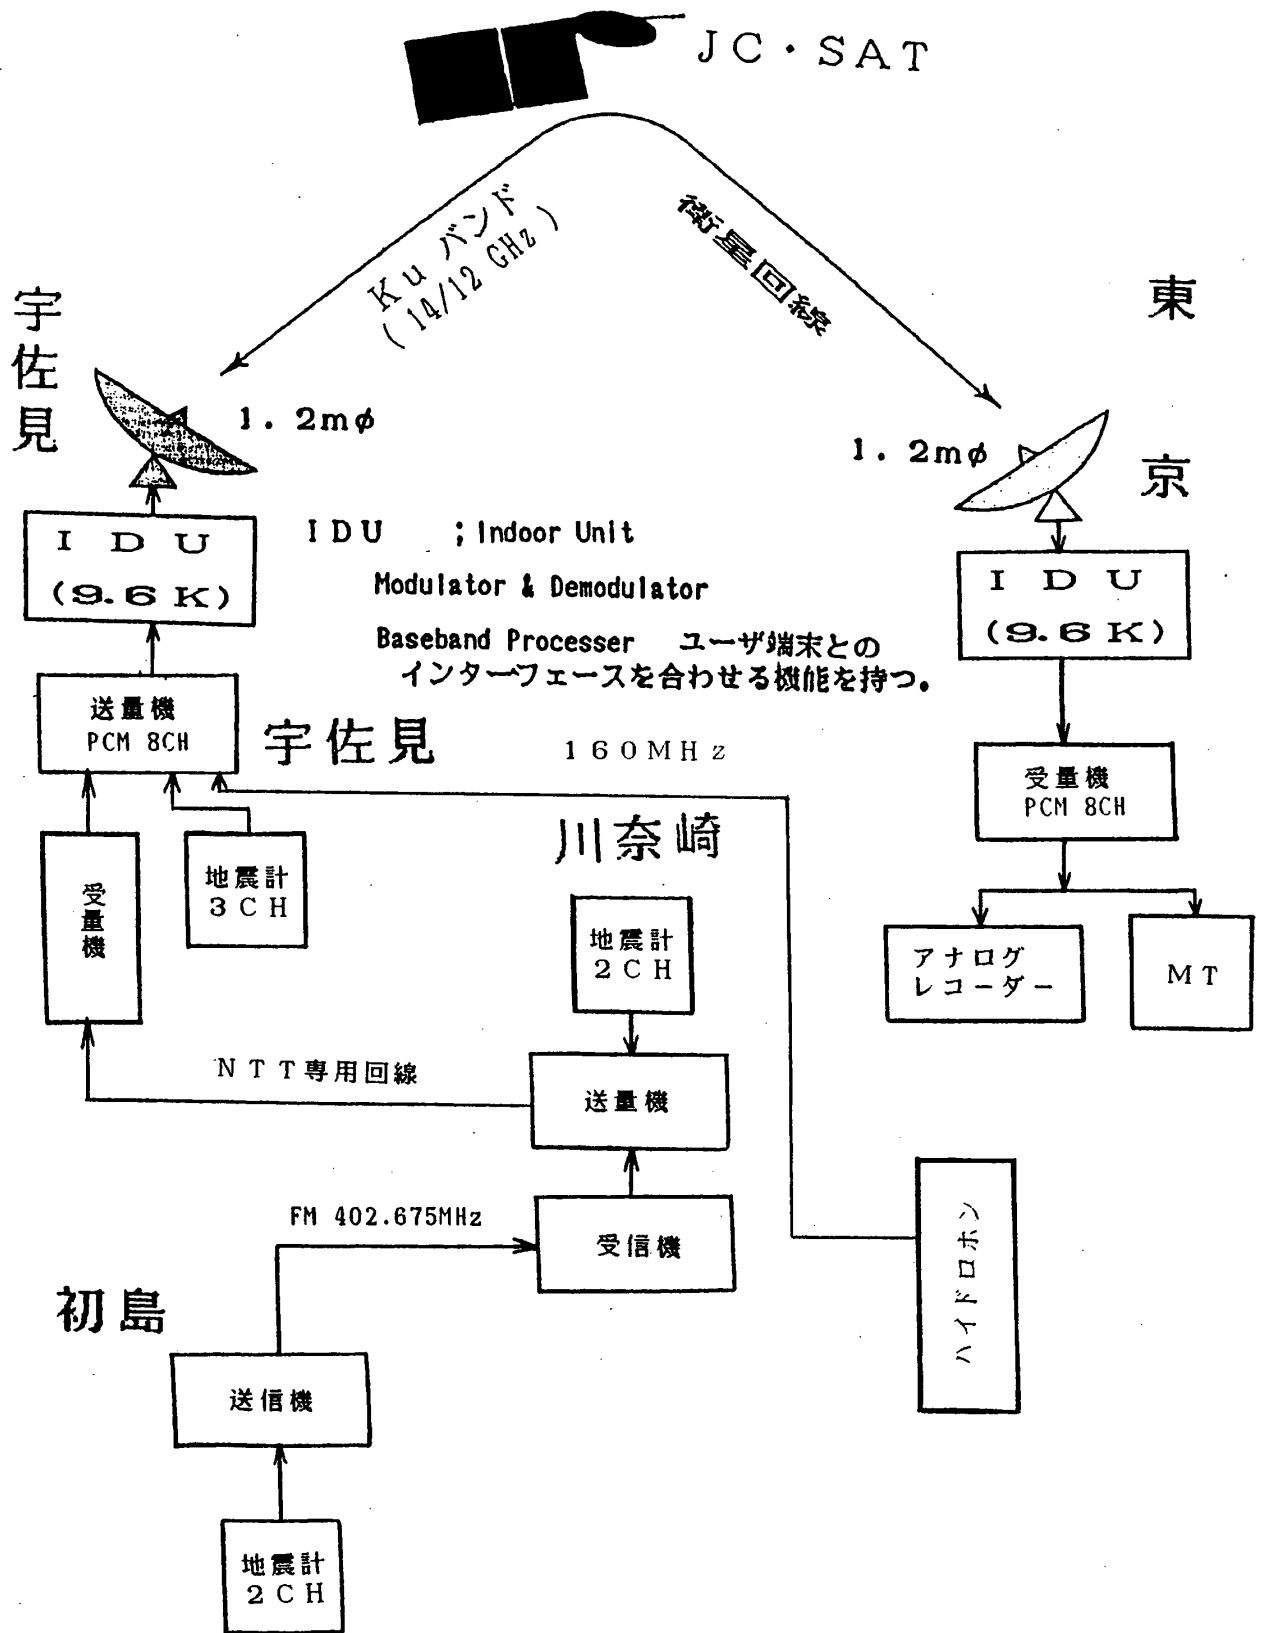 JC・SAT
Ku バンド
( 14/12 GHz )
衛星回線
宇佐見
東京
1.2mφ
1.2mφ
IDU
(9.6K)
IDU ; Indoor Unit
Modulator & Demodulator
Baseband Processer ユーザ端末との
インターフェースを合わせる機能を持つ。
IDU
(9.6K)
送量機
PCM 8CH
宇佐見
160MHz
受量機
PCM 8CH
川奈崎
受量機
地震計
3CH
地震計
2CH
アナログ
レコーダー
MT
NTT専用回線
送量機
FM 402.675MHz
受信機
ハイドロホン
初島
送信機
地震計
2CH